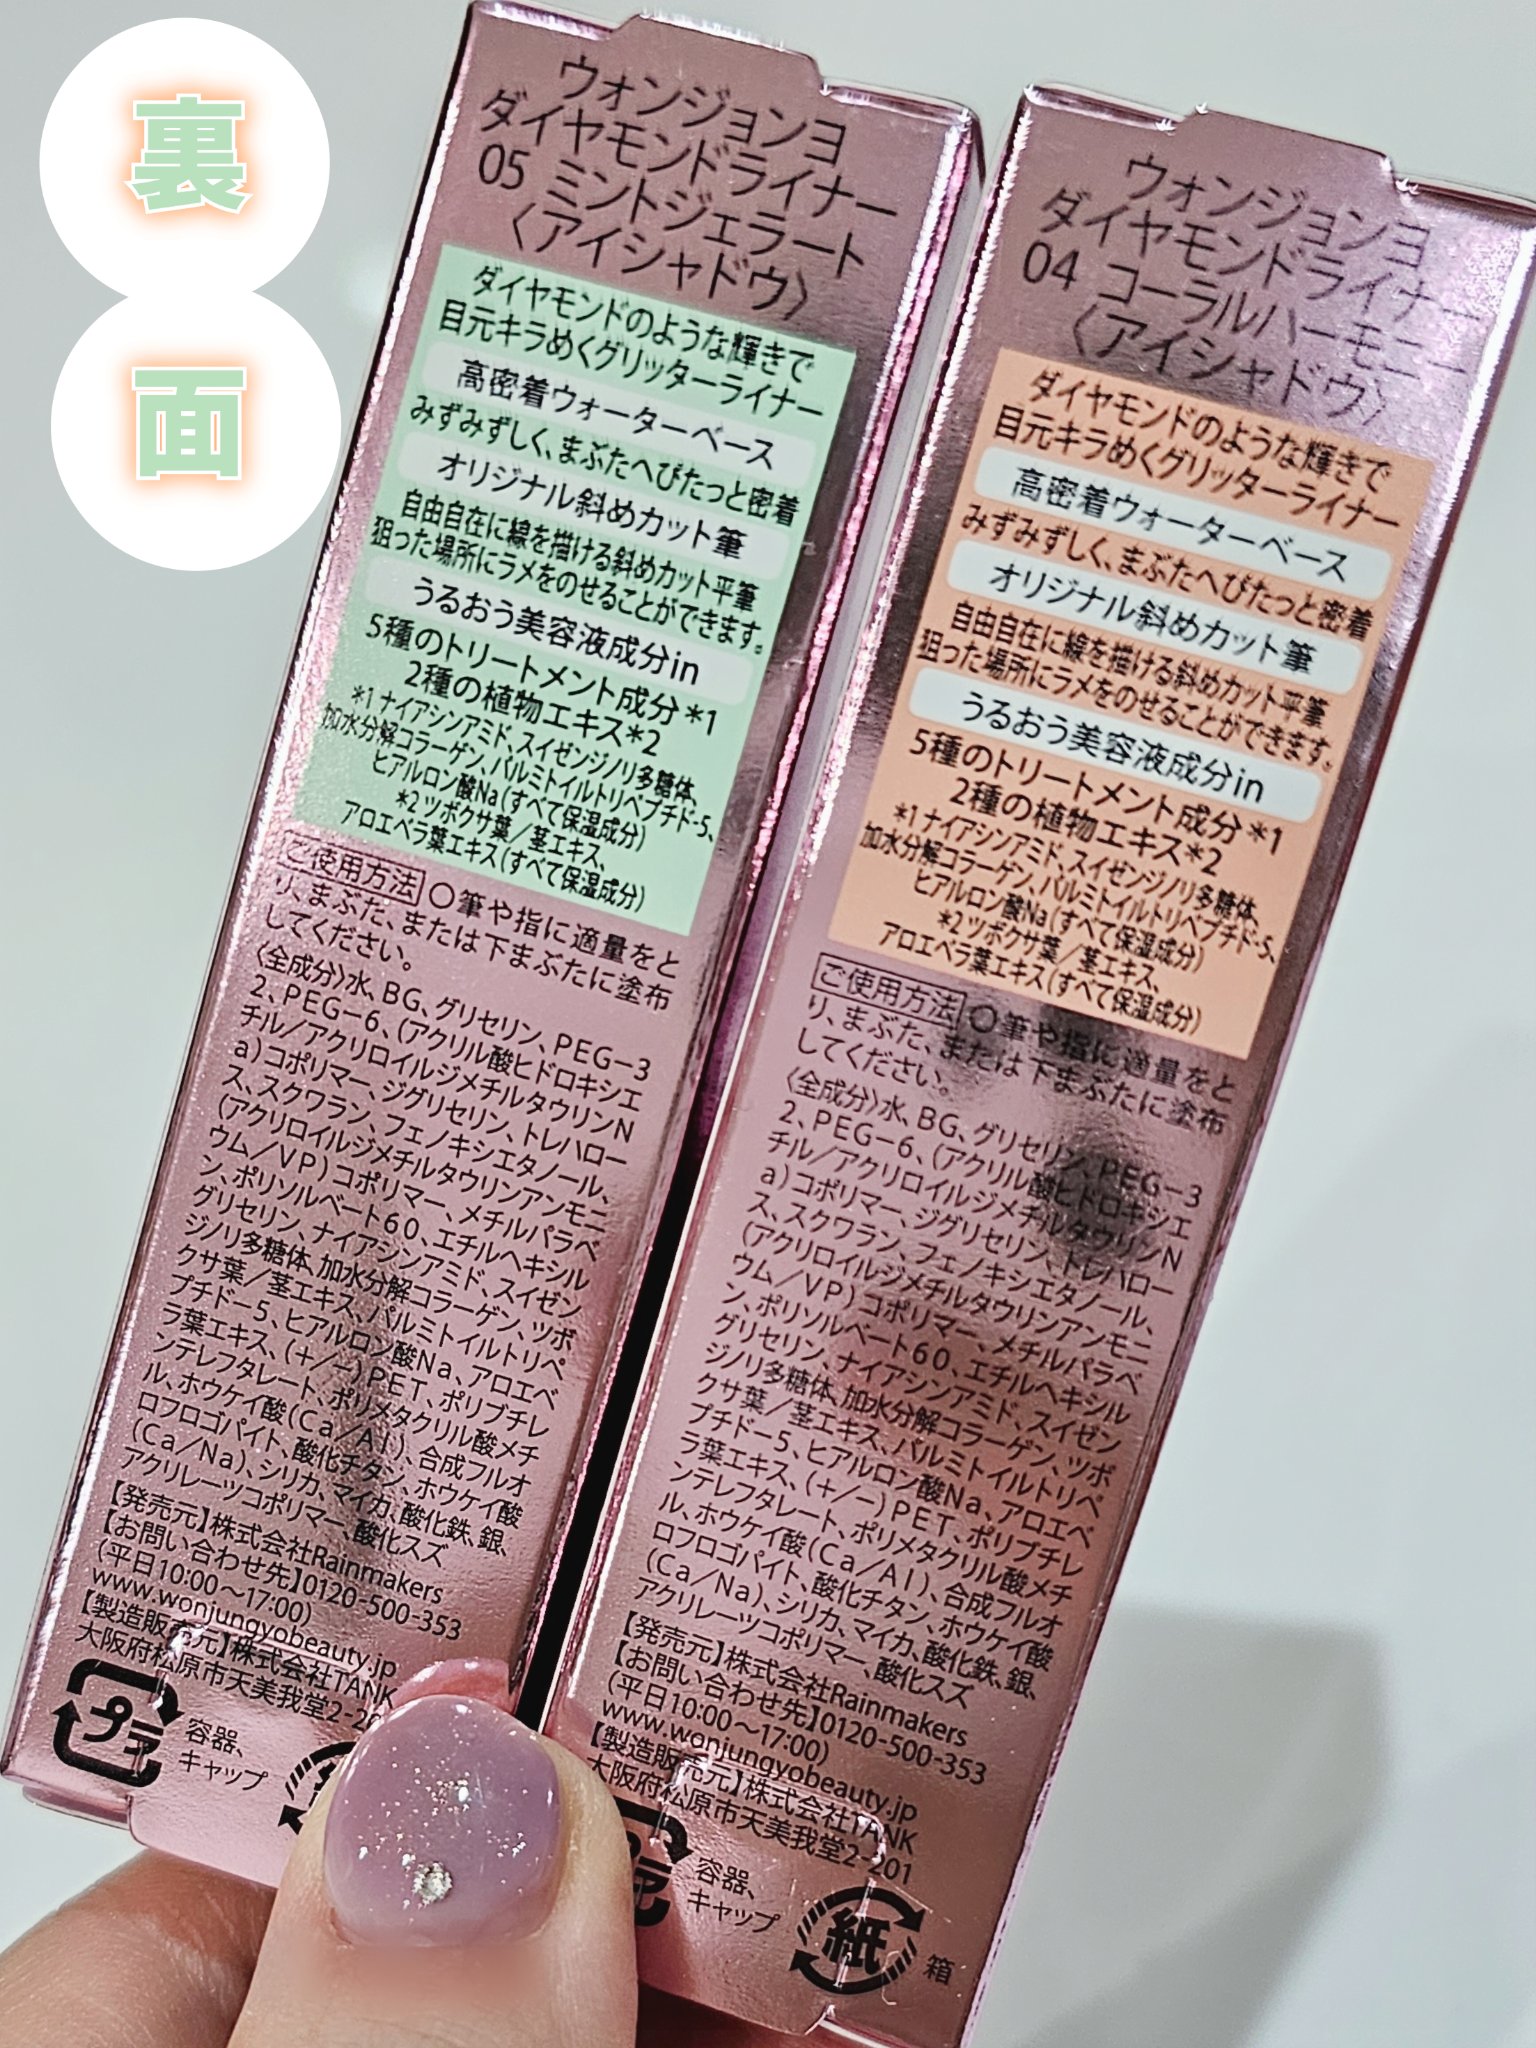 裏
面
ウォンジョンヨ
ダイヤモンドライナー
05 ミントジェラート
〈アイシャドウ〉
ダイヤモンドのような輝きで
目元キラめくグリッターライナー
高密着ウォーターベース
みずみずしく、まぶたへぴたっと密着
オリジナル斜めカット筆
自由自在に線を描ける斜めカット平筆
狙った場所にラメをのせることができます。
うるおう美容液成分in
5種のトリートメント成分*1
2種の植物エキス*2
*1 ナイアシンアミド、スイゼンジノリ多糖体、
加水分解コラーゲン、パルミトイルトリペプチド-5、
ヒアルロン酸Na(すべて保湿成分)
*2 ツボクサ葉/茎エキス、
アロエベラ葉エキス(すべて保湿成分)
ご使用方法 ○筆や指に適量をと
り、まぶた、または下まぶたに塗布
してください。
〈全成分〉水、BG、グリセリン、PEG-3
2、PEG-6、(アクリル酸ヒドロキシエ
チル/アクリロイルジメチルタウリンN
a)コポリマー、ジグリセリン、トレハロー
ス、スクワラン、フェノキシエタノール、
(アクリロイルジメチルタウリンアンモニ
ウム/VP)コポリマー、メチルパラベ
ン、ポリソルベート60、エチルヘキシル
グリセリン、ナイアシンアミド、スイゼン
ジノリ多糖体、加水分解コラーゲン、ツボ
クサ葉/茎エキス、パルミトイルトリペ
プチド-5、ヒアルロン酸Na、アロエベ
ラ葉エキス、(+/-)PET、ポリブチレ
ンテレフタレート、ポリメタクリル酸メチ
ル、ホウケイ酸(Ca/Al)、合成フルオ
ロフロゴパイト、酸化チタン、ホウケイ酸
(Ca/Na)、シリカ、マイカ、酸化鉄、銀、
アクリレーツコポリマー、酸化スズ
【発売元】株式会社Rainmakers
【お問い合わせ先】0120-500-353
(平日10:00～17:00)
www.wonjungyobeauty.jp
【製造販売元】株式会社TANK
大阪府松原市天美我堂2-2
プラ
容器、
キャップ
ウォンジョンヨ
ダイヤモンドライナー
04 コーラルハーモニー
〈アイシャドウ〉
ダイヤモンドのような輝きで
目元キラめくグリッターライナー
高密着ウォーターベース
みずみずしく、まぶたへぴたっと密着
オリジナル斜めカット筆
自由自在に線を描ける斜めカット平筆
狙った場所にラメをのせることができます。
うるおう美容液成分in
5種のトリートメント成分*1
2種の植物エキス*2
*1 ナイアシンアミド、スイゼンジノリ多糖体、
加水分解コラーゲン、パルミトイルトリペプチド-5、
ヒアルロン酸Na(すべて保湿成分)
*2 ツボクサ葉/茎エキス、
アロエベラ葉エキス(すべて保湿成分)
ご使用方法 ○筆や指に適量をと
り、まぶた、または下まぶたに塗布
してください。
〈全成分〉水、BG、グリセリン、PEG-3
2、PEG-6、(アクリル酸ヒドロキシエ
チル/アクリロイルジメチルタウリンN
a)コポリマー、ジグリセリン、トレハロー
ス、スクワラン、フェノキシエタノール、
(アクリロイルジメチルタウリンアンモニ
ウム/VP)コポリマー、メチルパラベ
ン、ポリソルベート60、エチルヘキシル
グリセリン、ナイアシンアミド、スイゼン
ジノリ多糖体、加水分解コラーゲン、ツボ
クサ葉/茎エキス、パルミトイルトリペ
プチド-5、ヒアルロン酸Na、アロエベ
ラ葉エキス、(+/-)PET、ポリブチレ
ンテレフタレート、ポリメタクリル酸メチ
ル、ホウケイ酸(Ca/Al)、合成フルオ
ロフロゴパイト、酸化チタン、ホウケイ酸
(Ca/Na)、シリカ、マイカ、酸化鉄、銀、
アクリレーツコポリマー、酸化スズ
【発売元】株式会社Rainmakers
【お問い合わせ先】0120-500-353
(平日10:00～17:00)
www.wonjungyobeauty.jp
【製造販売元】株式会社TANK
大阪府松原市天美我堂2-201
容器、
キャップ
紙
箱